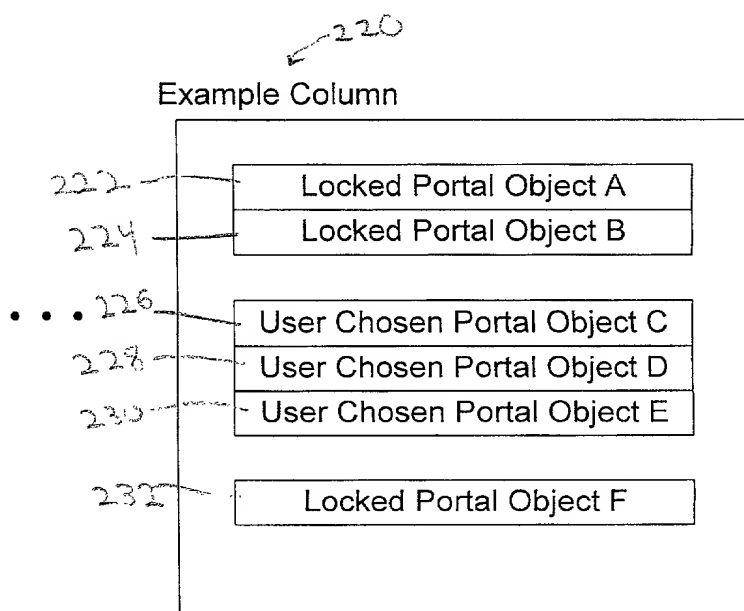 220
Example Column
222 Locked Portal Object A
224 Locked Portal Object B
226 User Chosen Portal Object C
228 User Chosen Portal Object D
230 User Chosen Portal Object E
232 Locked Portal Object F